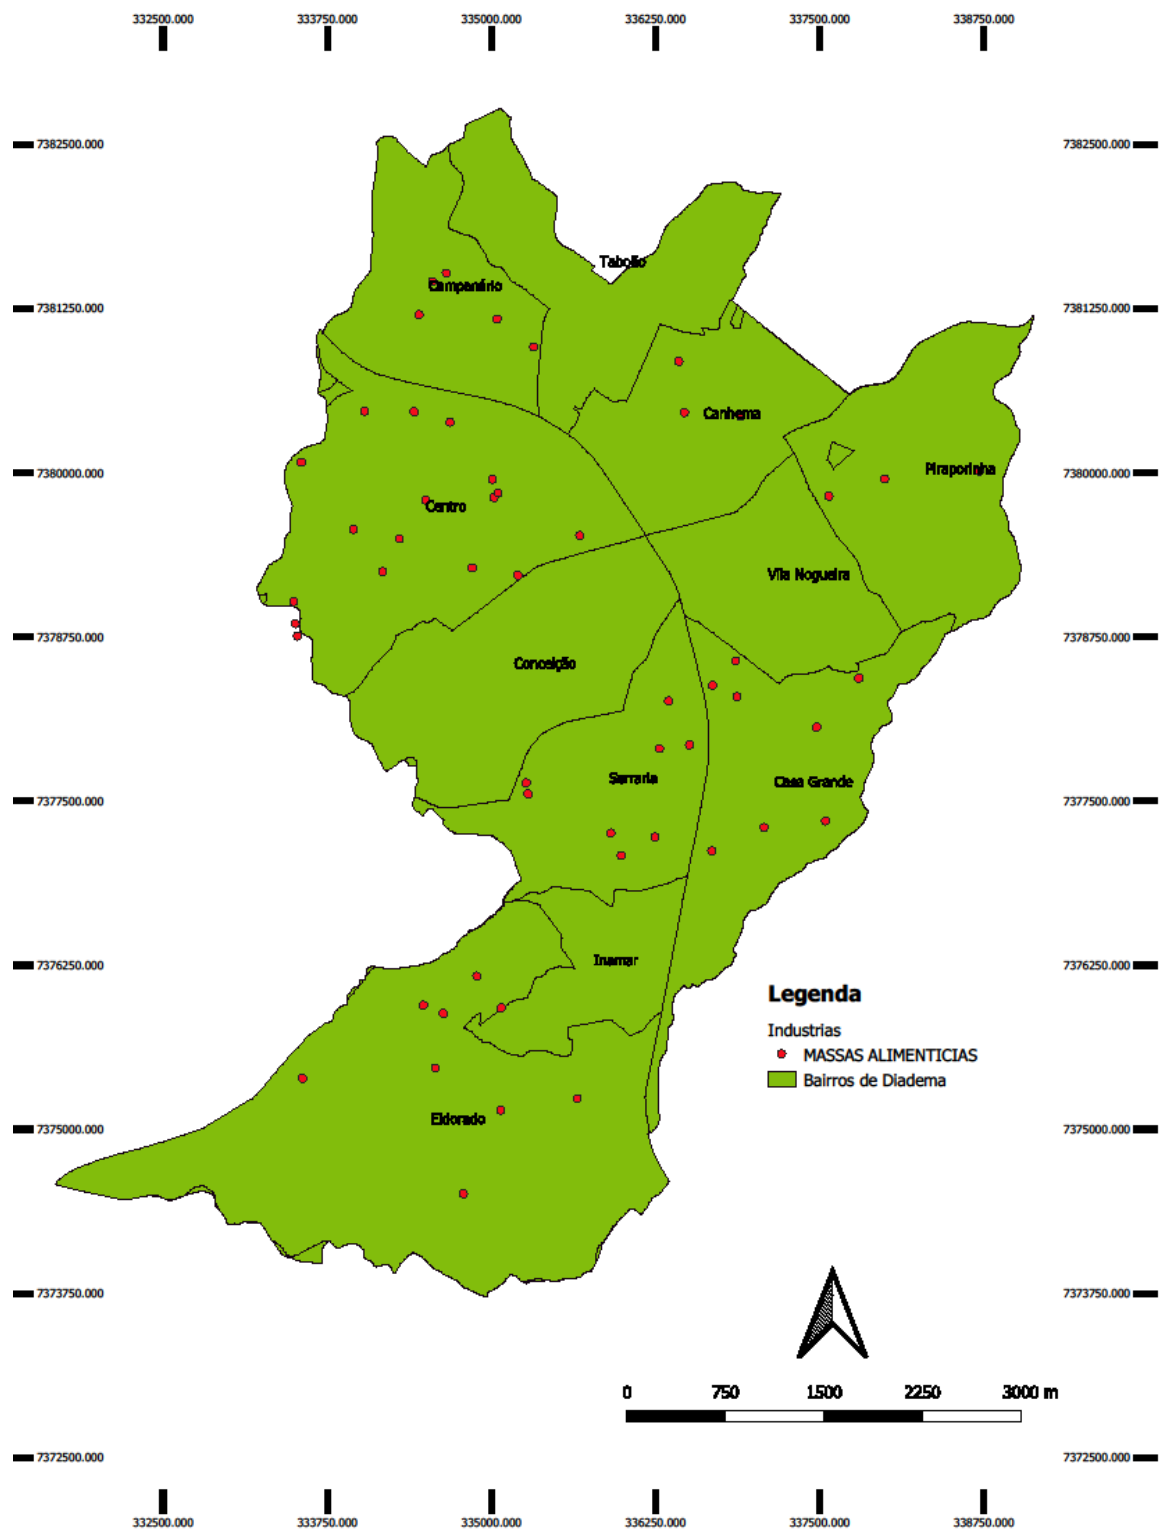 332500.000 333750.000 335000.000 336250.000 337500.000 338750.000
7382500.000 7382500.000
Taboão
Campanário
7381250.000 7381250.000
Canhema
Piraporinha
7380000.000 7380000.000
Centro
Vila Nogueira
7378750.000 7378750.000
Conceição
Serraria
Casa Grande
7377500.000 7377500.000
Inamar
7376250.000 7376250.000
Legenda
Industrias
MASSAS ALIMENTICIAS
Bairros de Diadema
Eldorado
7375000.000 7375000.000
7373750.000 7373750.000
0 750 1500 2250 3000 m
7372500.000 7372500.000
332500.000 333750.000 335000.000 336250.000 337500.000 338750.000